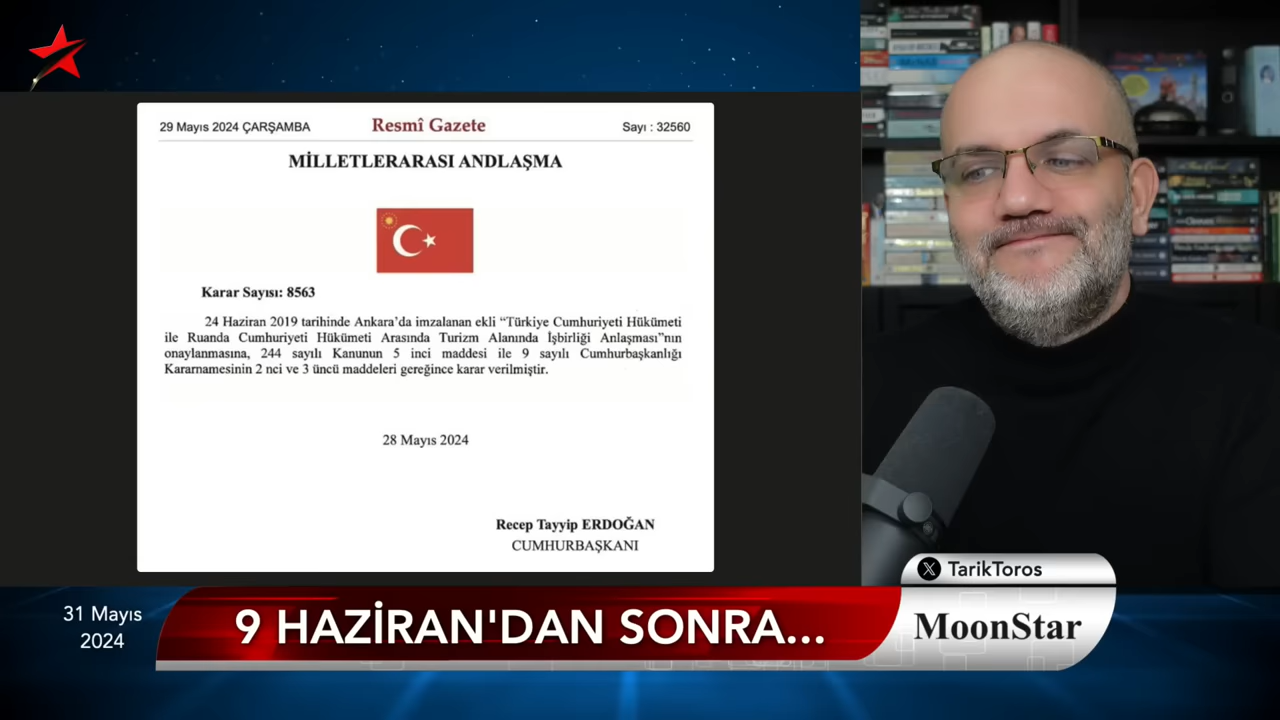 29 Mayıs 2024 ÇARŞAMBA
Resmî Gazete
Sayı : 32560
MİLLETLERARASI ANDLAŞMA
Karar Sayısı: 8563
24 Haziran 2019 tarihinde Ankara'da imzalanan ekli “Türkiye Cumhuriyeti Hükümeti
ile Ruanda Cumhuriyeti Hükümeti Arasında Turizm Alanında İşbirliği Anlaşması”nın
onaylanmasına, 244 sayılı Kanunun 5 inci maddesi ile 9 sayılı Cumhurbaşkanlığı
Kararnamesinin 2 nci ve 3 üncü maddeleri gereğince karar verilmiştir.
28 Mayıs 2024
Recep Tayyip ERDOĞAN
CUMHURBAŞKANI
TarikToros
31 Mayıs
2024
9 HAZİRAN'DAN SONRA...
MoonStar